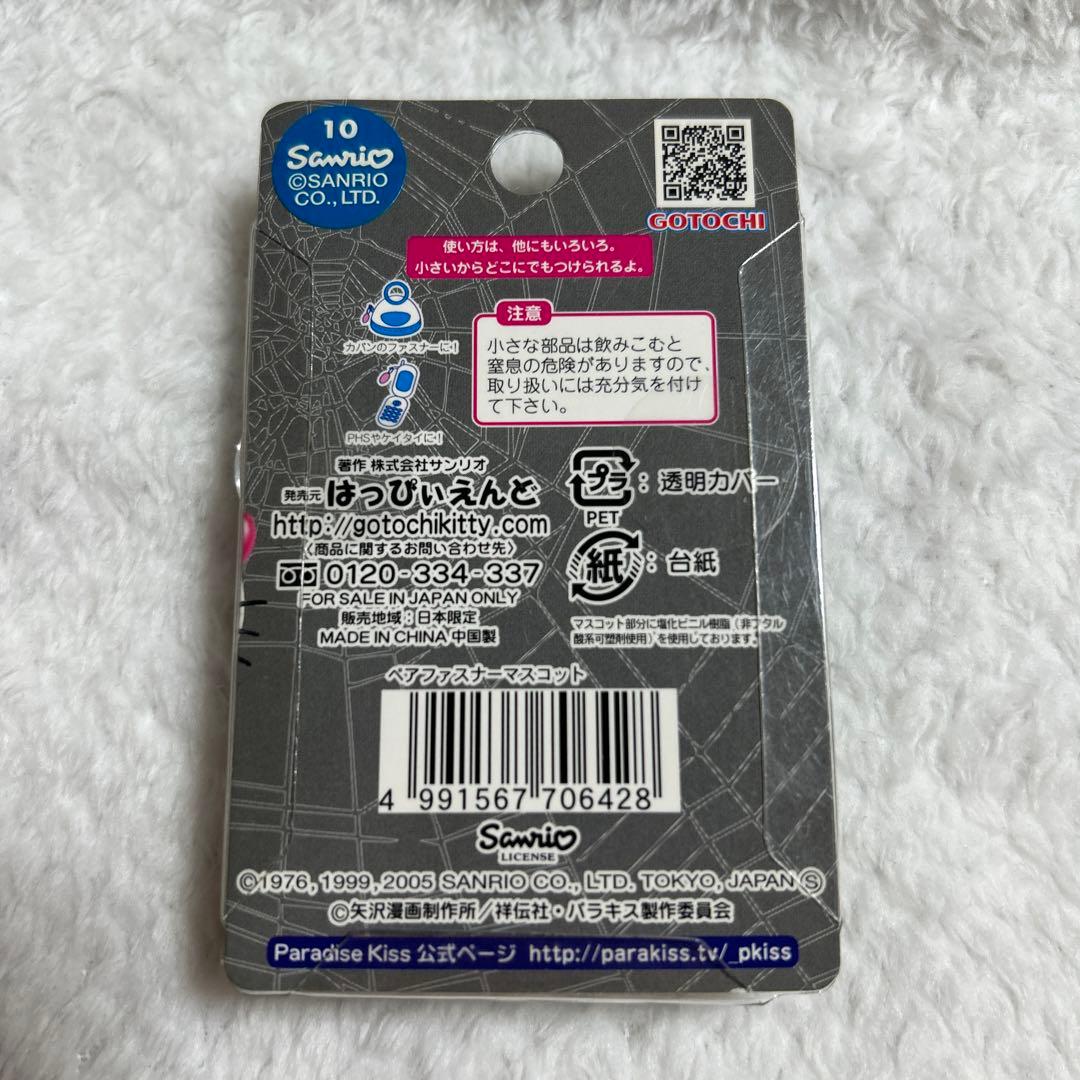 10
Sanrio
©SANRIO
CO.,LTD.
GOTOCHI
使い方は、他にもいろいろ。
小さいからどこにでもつけられるよ。
カバンのファスナーに!
PHSやケイタイに!
注意
小さな部品は飲みこむと
窒息の危険がありますので、
取り扱いには充分気を付け
て下さい。
著作 株式会社サンリオ
発売元 はっぴぃえんど
http://gotochikitty.com
〈商品に関するお問い合わせ先〉
0120-334-337
FOR SALE IN JAPAN ONLY
販売地域:日本限定
MADE IN CHINA 中国製
プラ:透明カバー
PET
紙:台紙
マスコット部分に塩化ビニル樹脂(非フタル
酸系可塑剤使用)を使用しております。
ペアファスナーマスコット
4 991567 706428
Sanrio
LICENSE
©1976, 1999, 2005 SANRIO CO., LTD. TOKYO, JAPAN Ⓢ
©矢沢漫画制作所/祥伝社・パラキス製作委員会
Paradise Kiss 公式ページ http://parakiss.tv/_pkiss